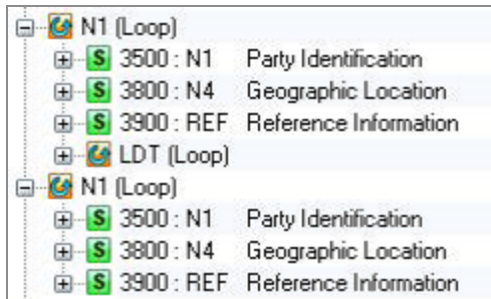 N1 (Loop)
S 3500 : N1 Party Identification
S 3800 : N4 Geographic Location
S 3900 : REF Reference Information
LDT (Loop)
N1 (Loop)
S 3500 : N1 Party Identification
S 3800 : N4 Geographic Location
S 3900 : REF Reference Information